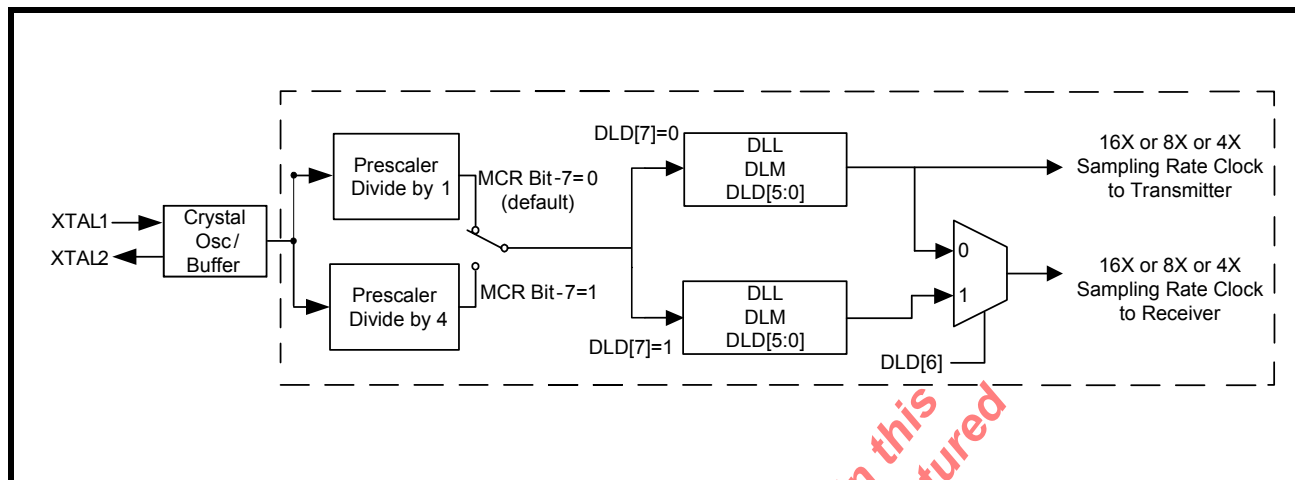 DLD[7]=0
Prescaler
Divide by 1
MCR Bit-7=0
(default)
DLL
DLM
DLD[5:0]
16X or 8X or 4X
Sampling Rate Clock
to Transmitter
XTAL1
XTAL2
Crystal
Osc/
Buffer
0
1
Prescaler
Divide by 4
MCR Bit-7=1
DLL
DLM
DLD[5:0]
DLD[7]=1
16X or 8X or 4X
Sampling Rate Clock
to Receiver
DLD[6]
in this